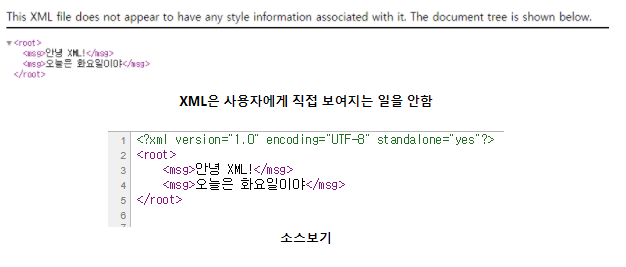 This XML file does not appear to have any style information associated with it. The document tree is shown below.
▼<root>
<msg>안녕 XML!</msg>
<msg>오늘은 화요일이야</msg>
</root>
XML은 사용자에게 직접 보여지는 일을 안함
1 <?xml version="1.0" encoding="UTF-8" standalone="yes"?>
2 <root>
3 <msg>안녕 XML!</msg>
4 <msg>오늘은 화요일이야</msg>
5 </root>
6
7
소스보기